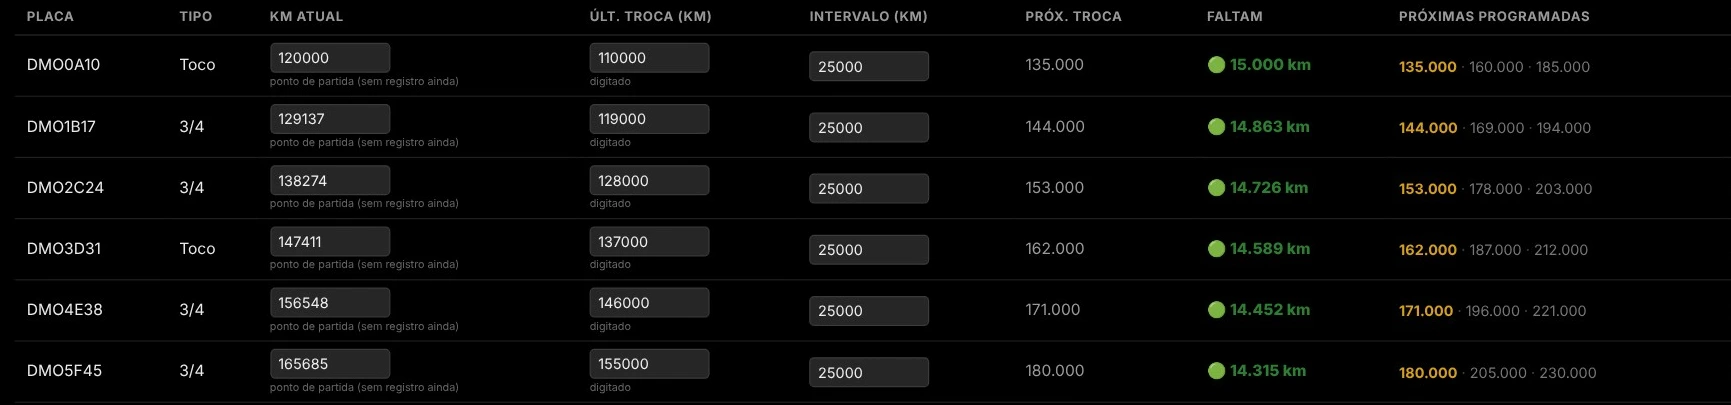 PLACA TIPO KM ATUAL ÚLT. TROCA (KM) INTERVALO (KM) PRÓX. TROCA FALTAM PRÓXIMAS PROGRAMADAS
DMO0A10 Toco 120000 110000 25000 135.000 15.000 km 135.000 · 160.000 · 185.000
ponto de partida (sem registro ainda) digitado
DMO1B17 3/4 129137 119000 25000 144.000 14.863 km 144.000 · 169.000 · 194.000
ponto de partida (sem registro ainda) digitado
DMO2C24 3/4 138274 128000 25000 153.000 14.726 km 153.000 · 178.000 · 203.000
ponto de partida (sem registro ainda) digitado
DMO3D31 Toco 147411 137000 25000 162.000 14.589 km 162.000 · 187.000 · 212.000
ponto de partida (sem registro ainda) digitado
DMO4E38 3/4 156548 146000 25000 171.000 14.452 km 171.000 · 196.000 · 221.000
ponto de partida (sem registro ainda) digitado
DMO5F45 3/4 165685 155000 25000 180.000 14.315 km 180.000 · 205.000 · 230.000
ponto de partida (sem registro ainda) digitado